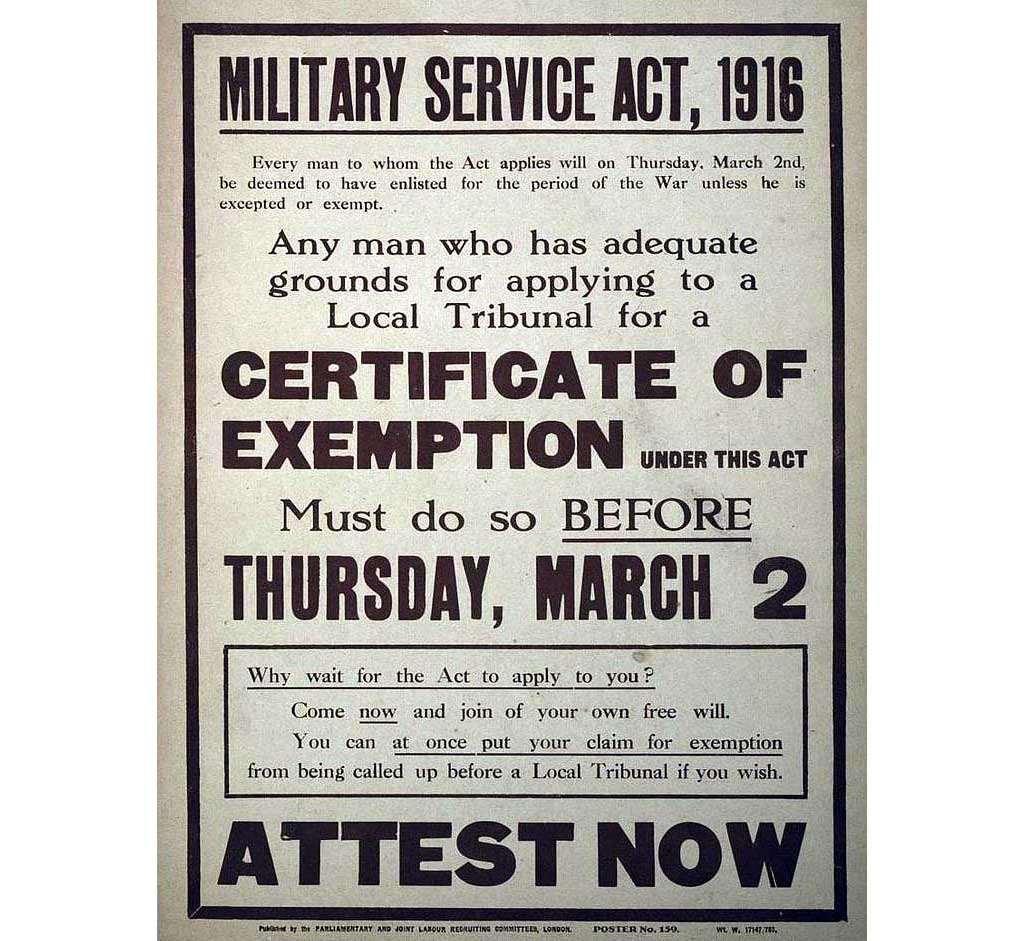 MILITARY SERVICE ACT, 1916
Every man to whom the Act applies will on Thursday, March 2nd,
be deemed to have enlisted for the period of the War unless he is
excepted or exempt.
Any man who has adequate
grounds for applying to a
Local Tribunal for a
CERTIFICATE OF
EXEMPTION UNDER THIS ACT
Must do so BEFORE
THURSDAY, MARCH 2
Why wait for the Act to apply to you?
Come now and join of your own free will.
You can at once put your claim for exemption
from being called up before a Local Tribunal if you wish.
ATTEST NOW
Published by the PARLIAMENTARY AND JOINT LABOUR RECRUITING COMMITTEES, LONDON. POSTER No. 159. Wt. W. 17147,783.